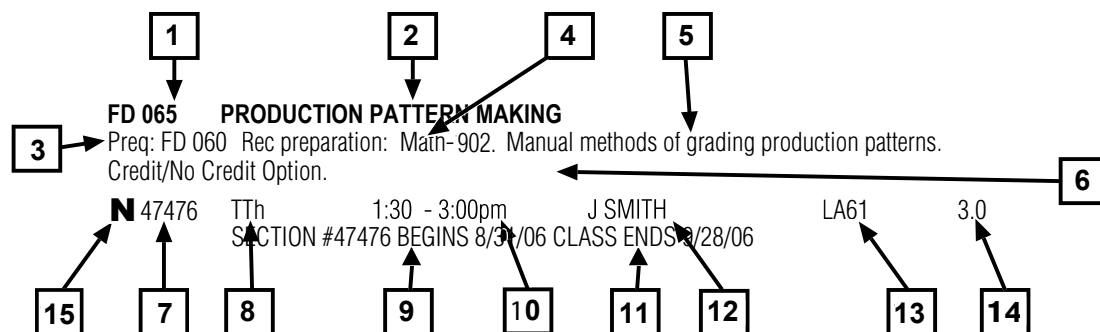 1 2 4 5
FD 065 PRODUCTION PATTERN MAKING
3 Preq: FD 060 Rec preparation: Math-902. Manual methods of grading production patterns.
Credit/No Credit Option.
6
N 47476 TTh 1:30 - 3:00pm J SMITH LA61 3.0
SECTION #47476 BEGINS 8/31/06 CLASS ENDS 9/28/06
15 7 8 9 10 11 12 13 14